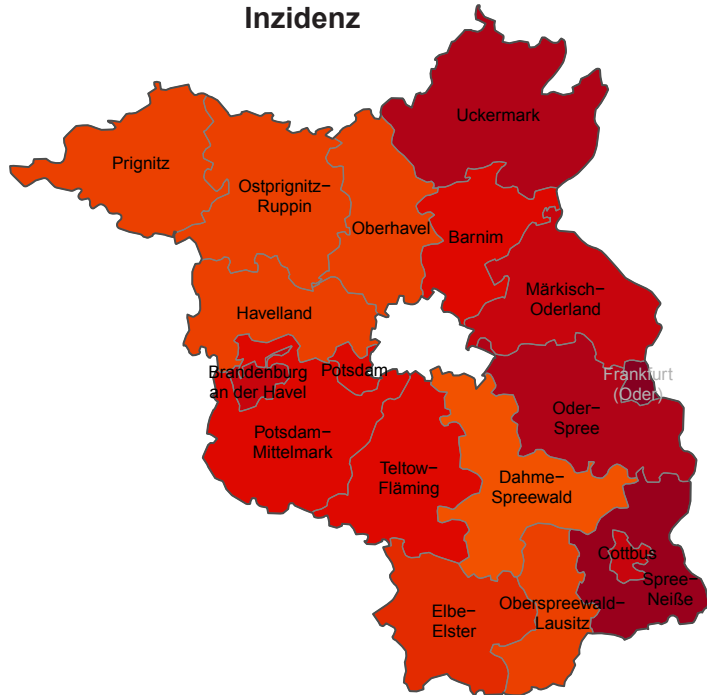 Inzidenz
Uckermark
Prignitz
Ostprignitz−
Ruppin
Oberhavel
Barnim
Märkisch−
Oderland
Havelland
Brandenburg
an der Havel
Potsdam
Frankfurt
(Oder)
Oder−
Spree
Potsdam−
Mittelmark
Teltow−
Fläming
Dahme−
Spreewald
Cottbus
Spree−
Neiße
Elbe−
Elster
Oberspreewald−
Lausitz